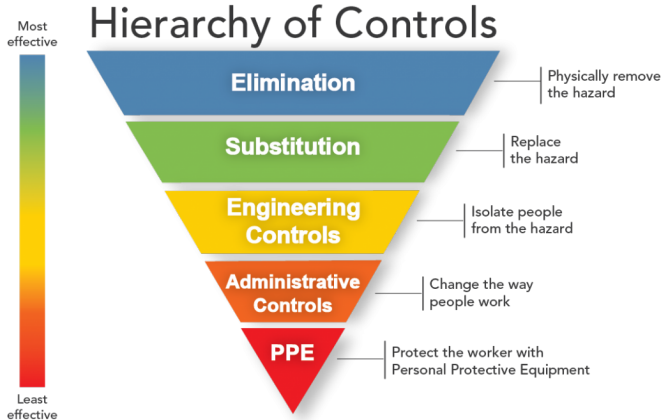 Hierarchy of Controls
Most
effective
Elimination
Physically remove
the hazard
Substitution
Replace
the hazard
Engineering
Controls
Isolate people
from the hazard
Administrative
Controls
Change the way
people work
PPE
Protect the worker with
Personal Protective Equipment
Least
effective